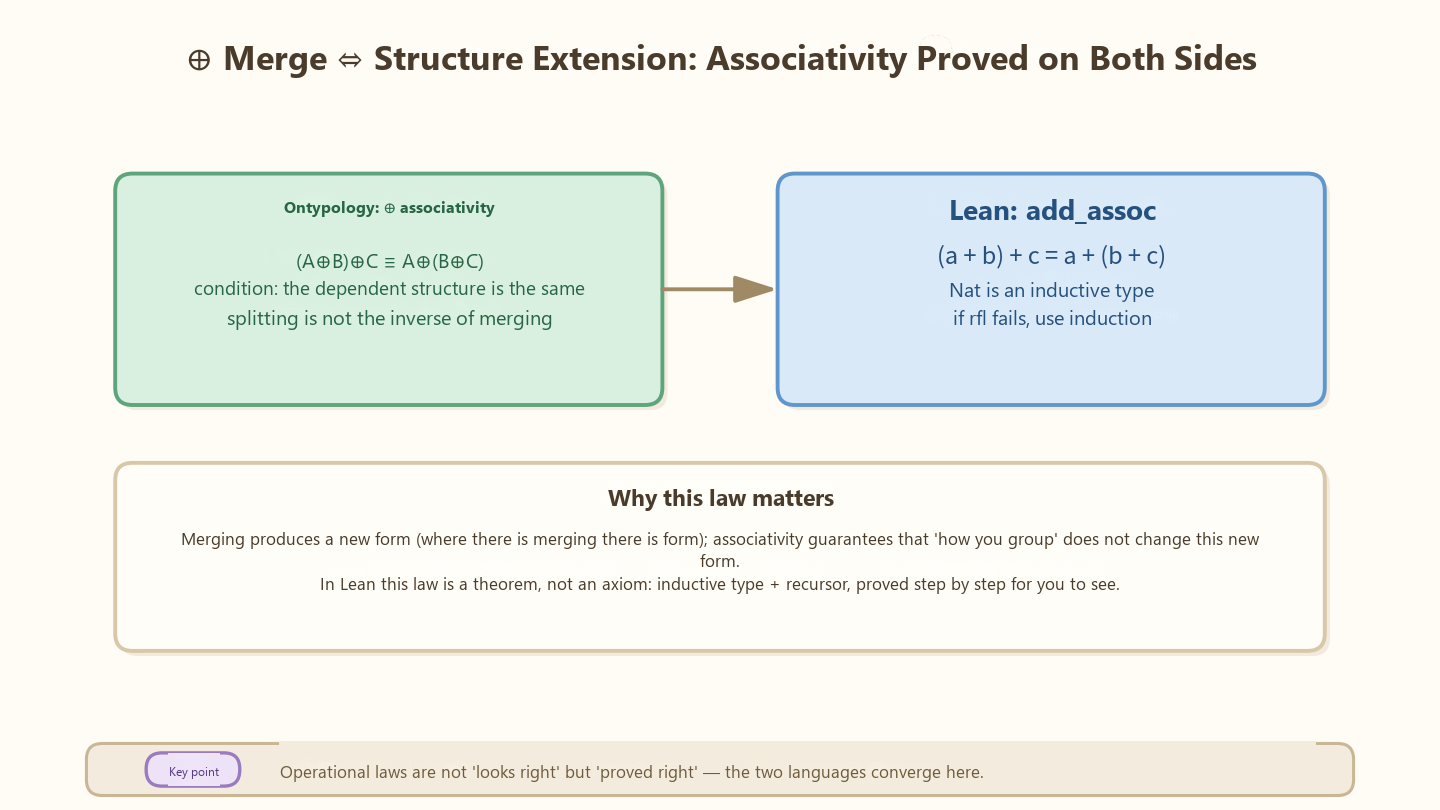 ⊕ Merge ⇔ Structure Extension: Associativity Proved on Both Sides
Ontypology: ⊕ associativity
(A⊕B)⊕C ≡ A⊕(B⊕C)
condition: the dependent structure is the same
splitting is not the inverse of merging
Lean: add_assoc
(a + b) + c = a + (b + c)
Nat is an inductive type
if rfl fails, use induction
Why this law matters
Merging produces a new form (where there is merging there is form); associativity guarantees that 'how you group' does not change this new
form.
In Lean this law is a theorem, not an axiom: inductive type + recursor, proved step by step for you to see.
Key point
Operational laws are not 'looks right' but 'proved right' — the two languages converge here.